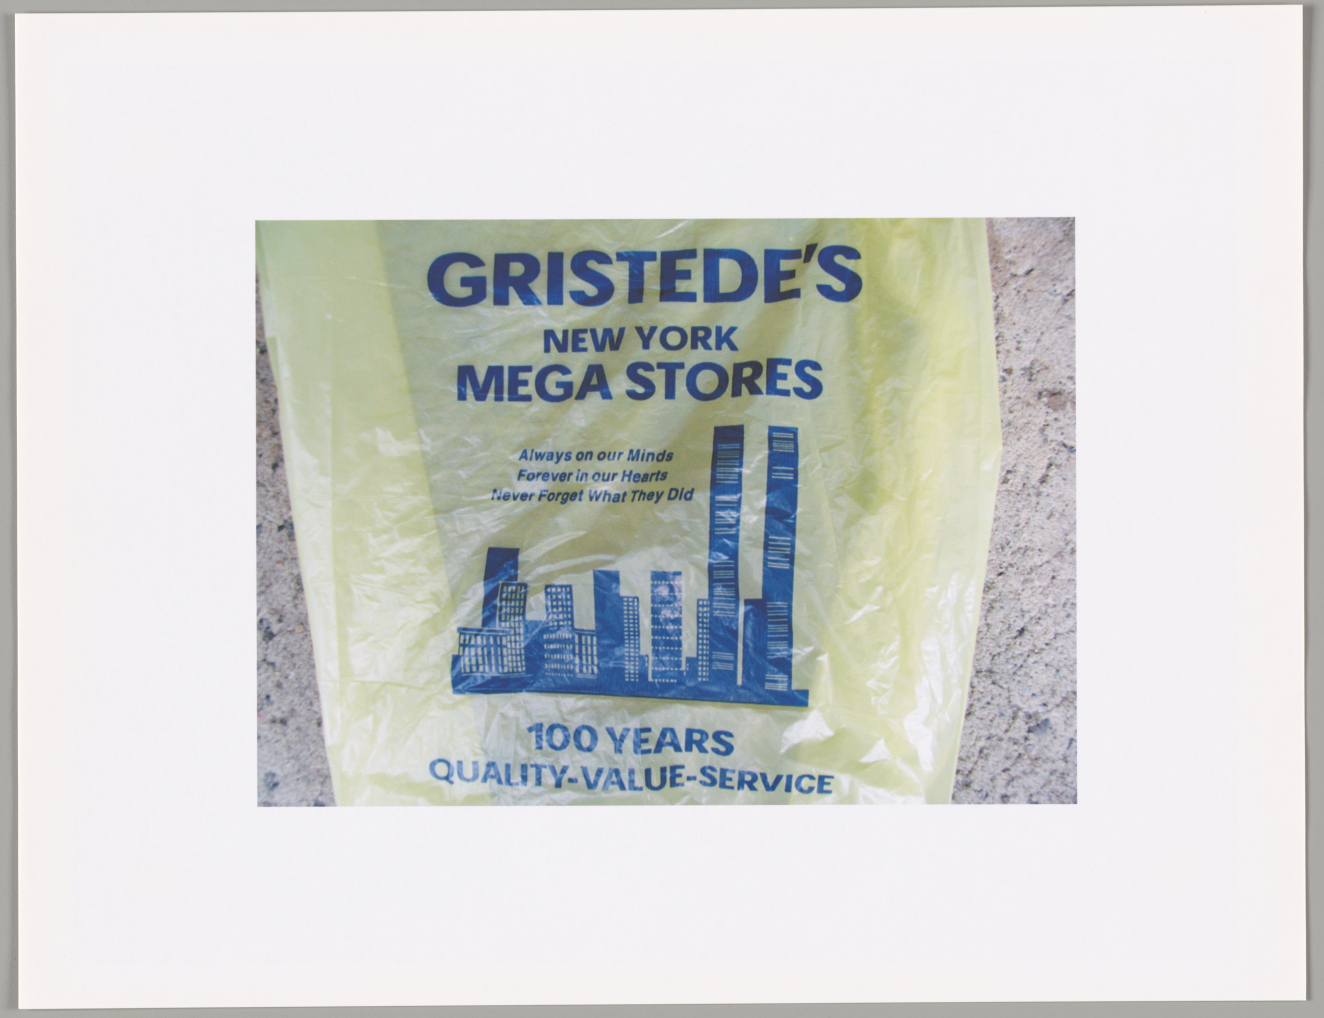 GRISTEDE'S
NEW YORK
MEGA STORES
Always on our Minds
Forever in our Hearts
Never Forget What They Did
100 YEARS
QUALITY-VALUE-SERVICE